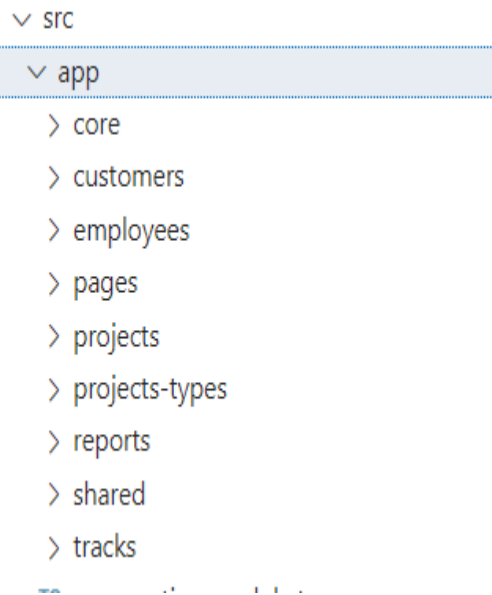 src
app
core
customers
employees
pages
projects
projects-types
reports
shared
tracks